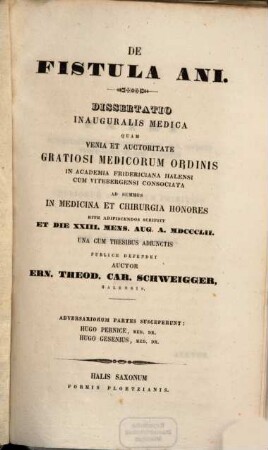 DE
FISTULA ANI.
DISSERTATIO
INAUGURALIS MEDICA
QUAM
VENIA ET AUCTORITATE
GRATIOSI MEDICORUM ORDINIS
IN ACADEMIA FRIDERICIANA HALENSI
CUM VITEBERGENSI CONSOCIATA
AD SUMMOS
IN MEDICINA ET CHIRURGIA HONORES
RITE ADIPISCENDOS SCRIPSIT
ET DIE XXIII. MENS. AUG. A. MDCCCLII.
UNA CUM THESIBUS ADIUNCTIS
PUBLICE DEFENDET
AUCTOR
ERN. THEOD. CAR. SCHWEIGGER,
HALENSIS.
ADVERSARIORUM PARTES SUSCEPERUNT:
HUGO PERNICE, MED. DR.
HUGO GESENIUS, MED. DR.
HALIS SAXONUM
FORMIS PLOETZIANIS.